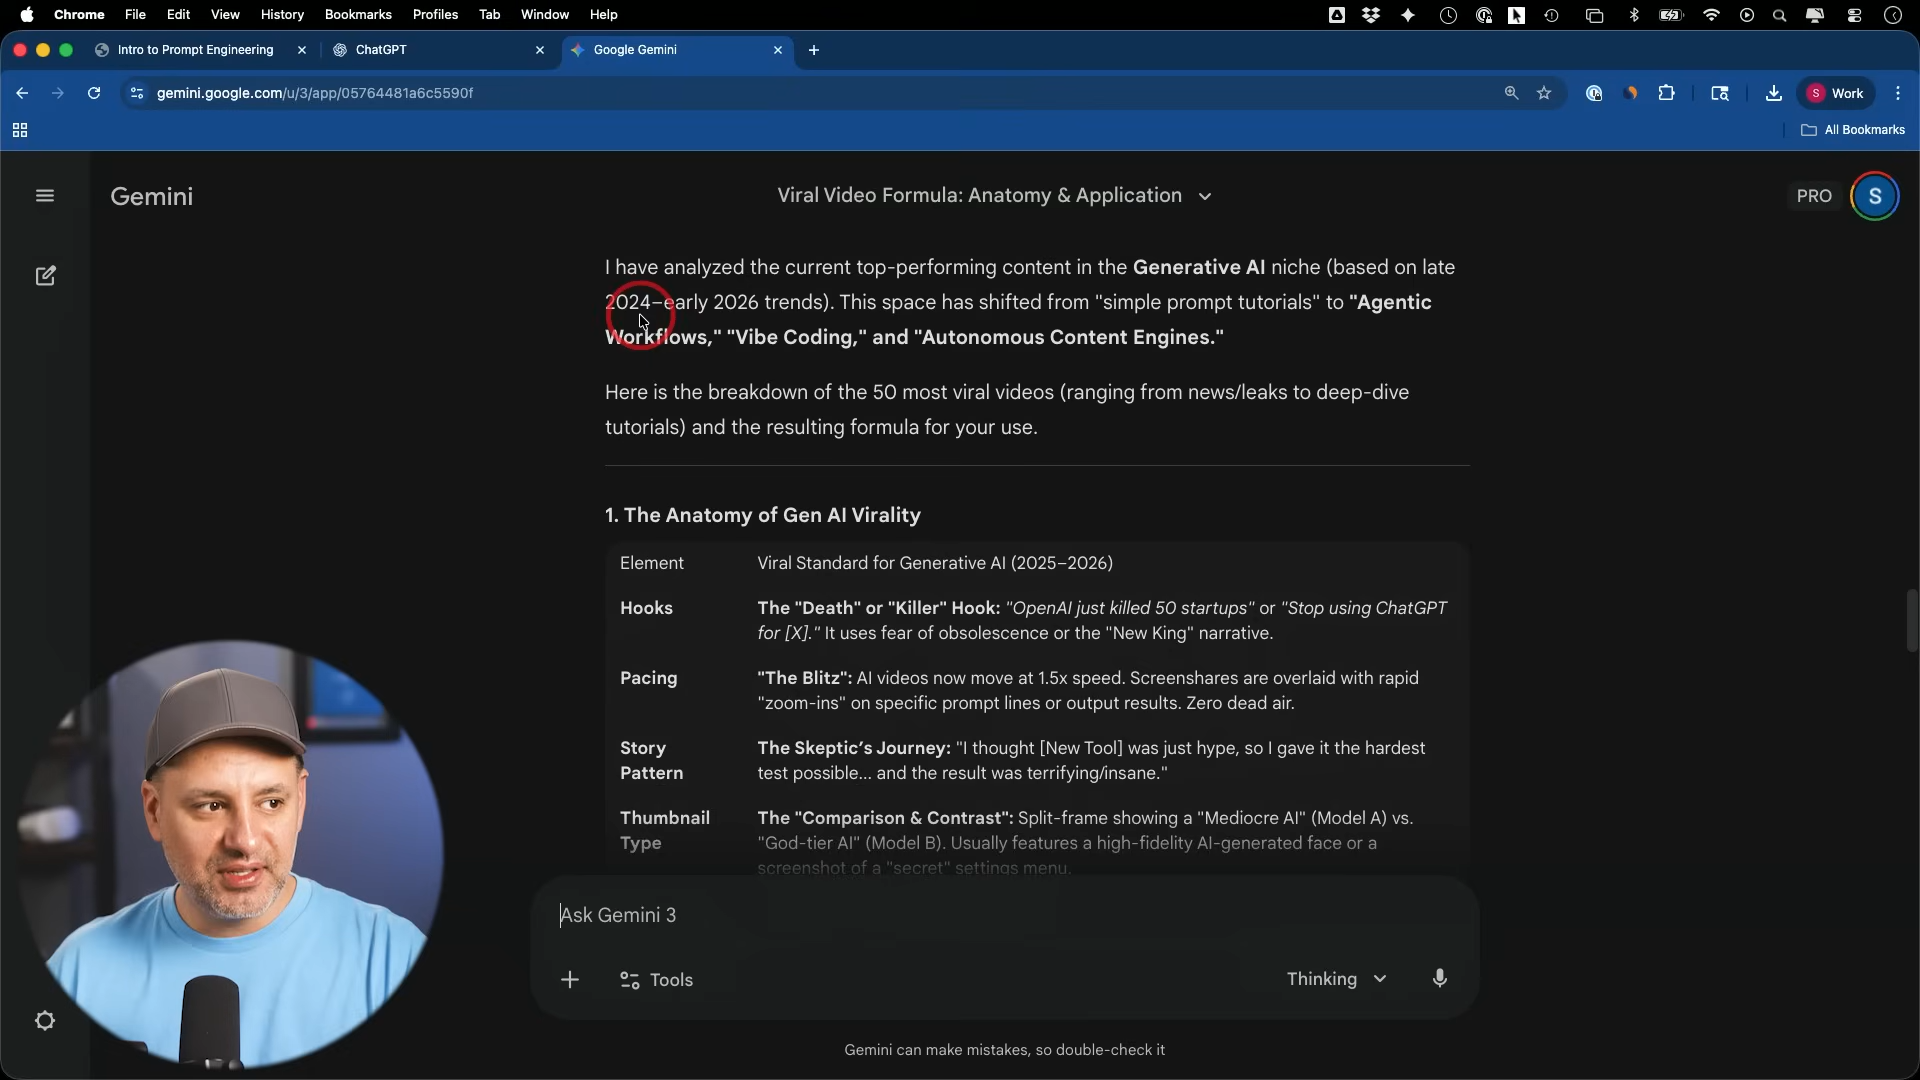 Chrome File Edit View History Bookmarks Profiles Tab Window Help
Intro to Prompt Engineering
ChatGPT
Google Gemini
gemini.google.com/u/3/app/05764481a6c5590f
S Work
All Bookmarks
Gemini
Viral Video Formula: Anatomy & Application
PRO
S
I have analyzed the current top-performing content in the Generative AI niche (based on late
2024–early 2026 trends). This space has shifted from "simple prompt tutorials" to "Agentic
Workflows," "Vibe Coding," and "Autonomous Content Engines."
Here is the breakdown of the 50 most viral videos (ranging from news/leaks to deep-dive
tutorials) and the resulting formula for your use.
1. The Anatomy of Gen AI Virality
Element Viral Standard for Generative AI (2025–2026)
Hooks The "Death" or "Killer" Hook: "OpenAI just killed 50 startups" or "Stop using ChatGPT
for [X]." It uses fear of obsolescence or the "New King" narrative.
Pacing "The Blitz": AI videos now move at 1.5x speed. Screenshares are overlaid with rapid
"zoom-ins" on specific prompt lines or output results. Zero dead air.
Story The Skeptic's Journey: "I thought [New Tool] was just hype, so I gave it the hardest
Pattern test possible... and the result was terrifying/insane."
Thumbnail The "Comparison & Contrast": Split-frame showing a "Mediocre AI" (Model A) vs.
Type "God-tier AI" (Model B). Usually features a high-fidelity AI-generated face or a
screenshot of a "secret" settings menu.
Ask Gemini 3
Tools
Thinking
Gemini can make mistakes, so double-check it